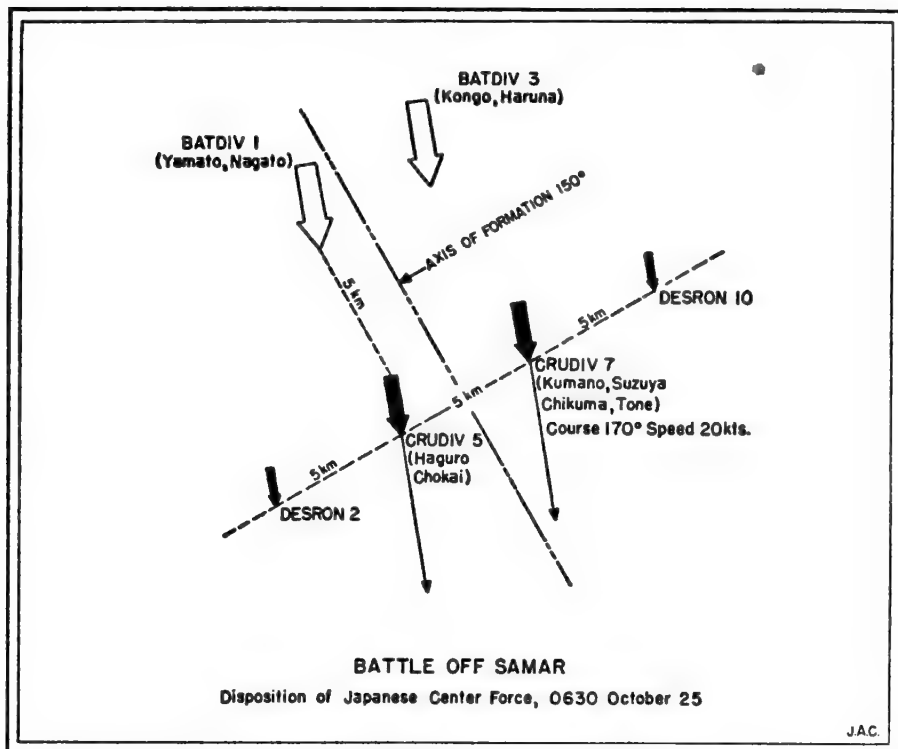 BATDIV 3
(Kongo, Haruna)
BATDIV 1
(Yamato, Nagato)
AXIS OF FORMATION 150°
5 km
DESRON 10
5 km
CRUDIV 7
(Kumano, Suzuya
Chikuma, Tone)
Course 170° Speed 20kts.
5 km
CRUDIV 5
(Haguro
Chokai)
5 km
DESRON 2
BATTLE OFF SAMAR
Disposition of Japanese Center Force, 0630 October 25
J.A.C.